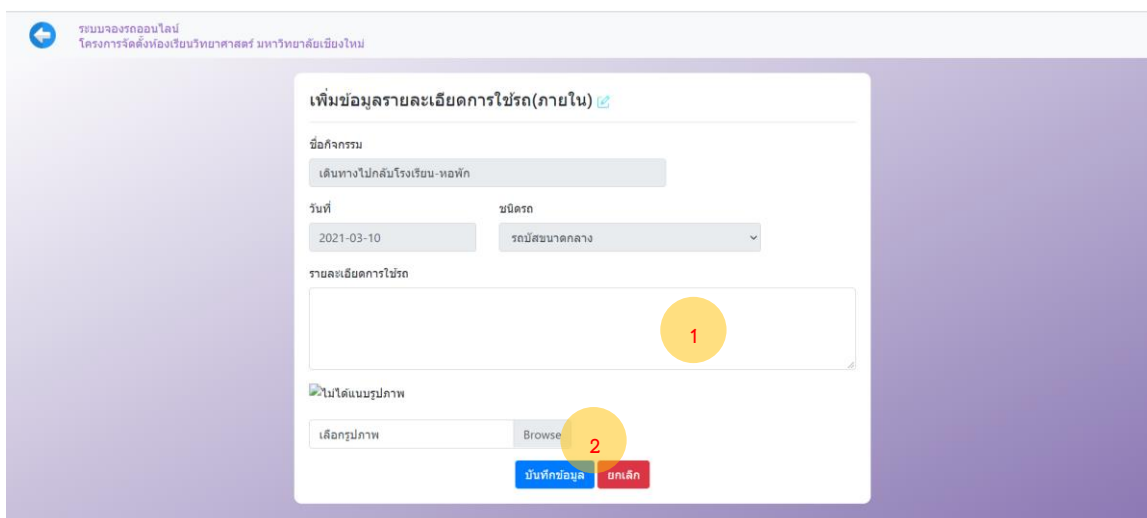 ระบบจองรถออนไลน์
โครงการจัดตั้งห้องเรียนวิทยาศาสตร์ มหาวิทยาลัยเชียงใหม่
เพิ่มข้อมูลรายละเอียดการใช้รถ(ภายใน)
ชื่อกิจกรรม
เดินทางไปกลับโรงเรียน-หอพัก
วันที่ ชนิดรถ
2021-03-10 รถบัสขนาดกลาง
รายละเอียดการใช้รถ
1
ไม่ได้แนบรูปภาพ
เลือกรูปภาพ Browse
2
บันทึกข้อมูล ยกเลิก